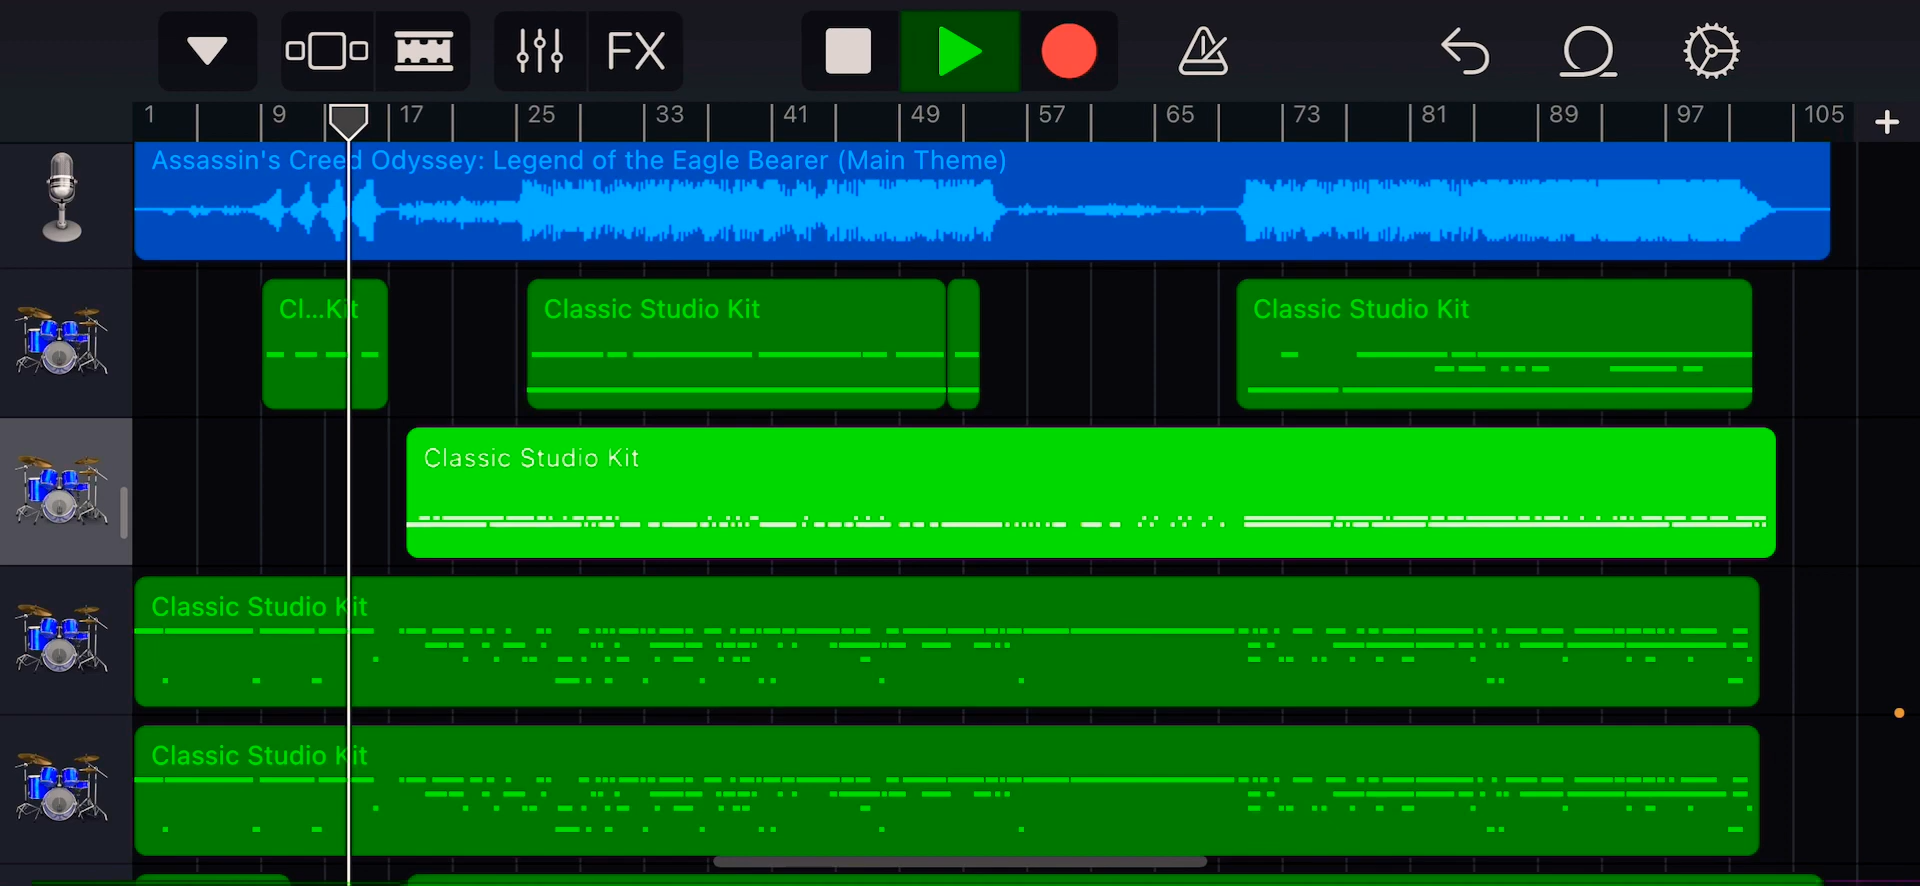 FX
1 9 17 25 33 41 49 57 65 73 81 89 97 105
Assassin's Creed Odyssey: Legend of the Eagle Bearer (Main Theme)
Cl...Kit Classic Studio Kit Classic Studio Kit
Classic Studio Kit
Classic Studio Kit
Classic Studio Kit